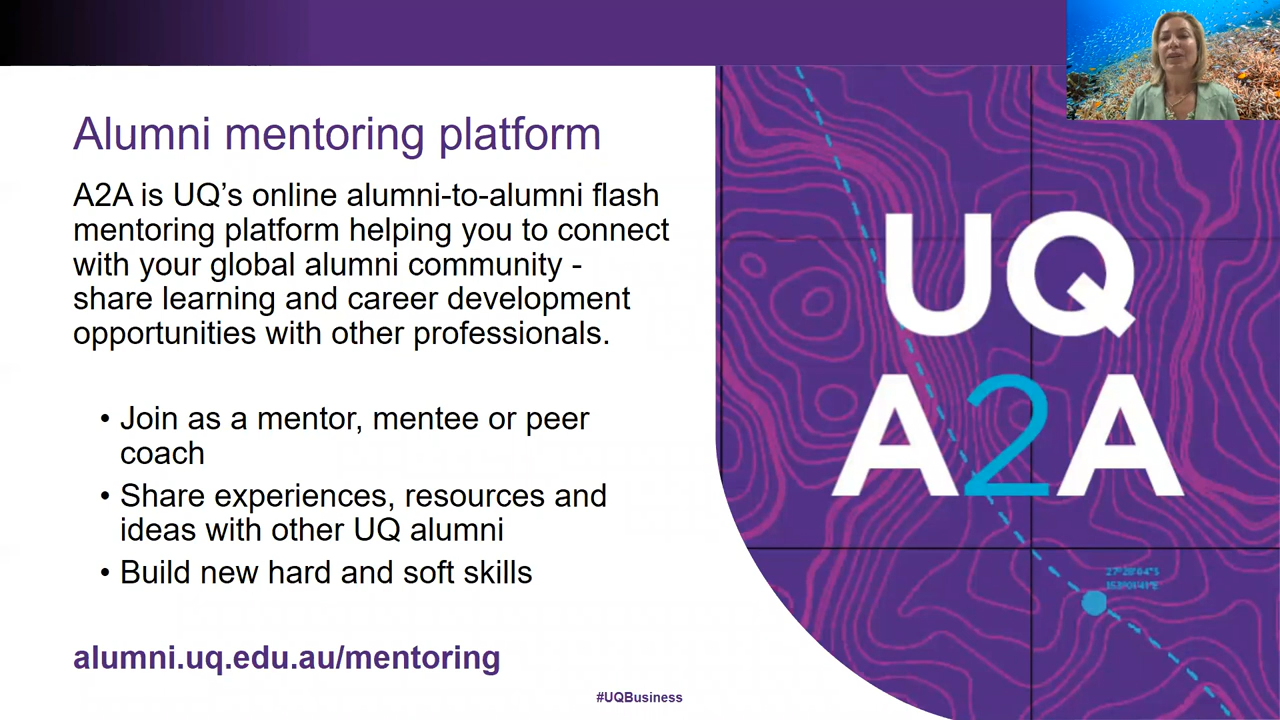 Alumni mentoring platform
A2A is UQ’s online alumni-to-alumni flash
mentoring platform helping you to connect
with your global alumni community -
share learning and career development
opportunities with other professionals.
• Join as a mentor, mentee or peer
coach
• Share experiences, resources and
ideas with other UQ alumni
• Build new hard and soft skills
alumni.uq.edu.au/mentoring
#UQBusiness
UQ
A2A